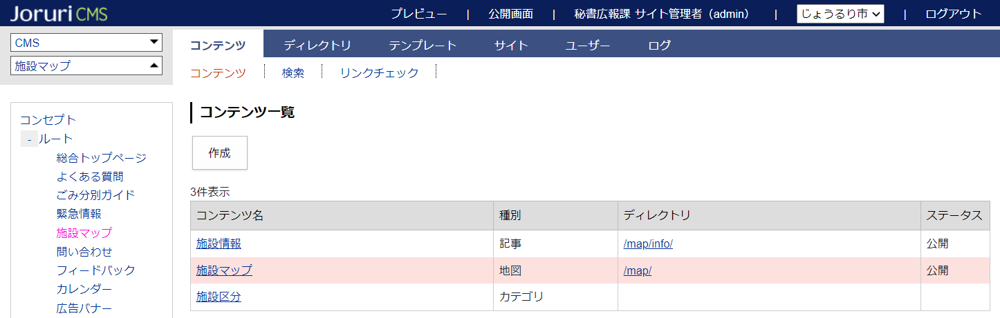 Joruri CMS プレビュー | 公開画面 | 秘書広報課 サイト管理者（admin） | じょうるり市 | ログアウト
CMS
施設マップ
コンテンツ ディレクトリ テンプレート サイト ユーザー ログ
コンテンツ 検索 リンクチェック
コンセプト
- ルート
総合トップページ
よくある質問
ごみ分別ガイド
緊急情報
施設マップ
問い合わせ
フィードバック
カレンダー
広告バナー
コンテンツ一覧
作成
3件表示
コンテンツ名 種別 ディレクトリ ステータス
施設情報 記事 /map/info/ 公開
施設マップ 地図 /map/ 公開
施設区分 カテゴリ